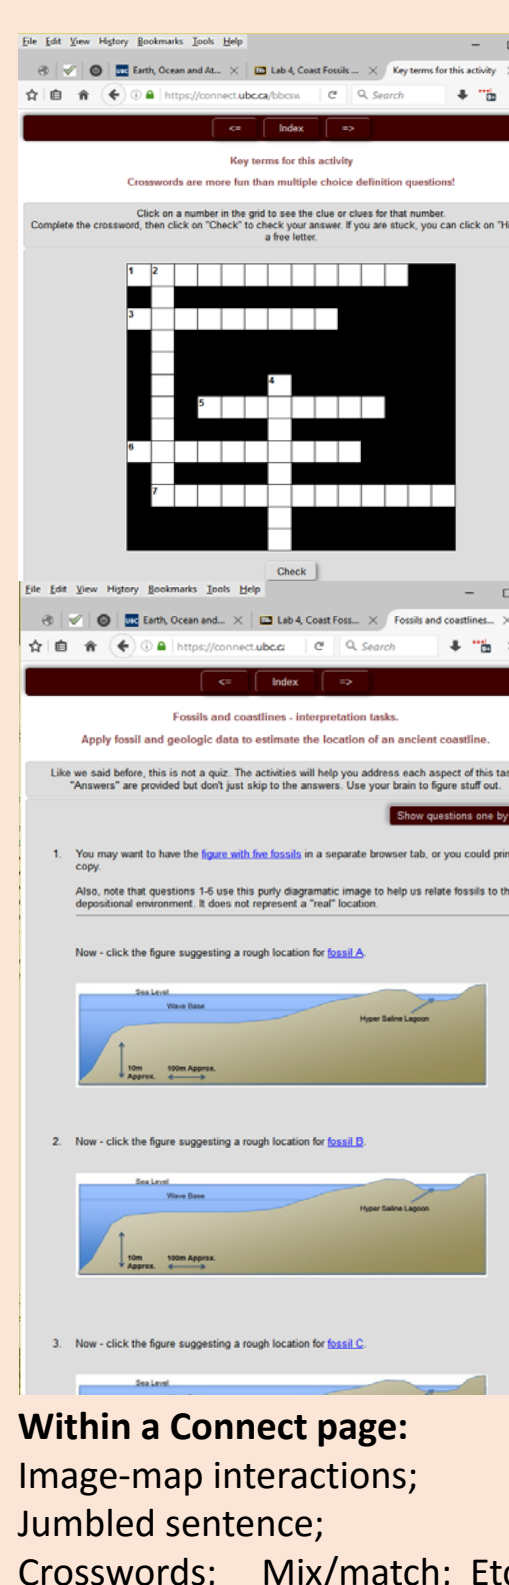 File Edit View History Bookmarks Tools Help
Earth, Ocean and At... Lab 4, Coast Fossils ... Key terms for this activity
https://connect.ubc.ca/bbcsw Search
<= Index =>
Key terms for this activity
Crosswords are more fun than multiple choice definition questions!
Click on a number in the grid to see the clue or clues for that number.
Complete the crossword, then click on "Check" to check your answer. If you are stuck, you can click on "Hi
a free letter.
1 2
3
4
5
6
7
Check
File Edit View History Bookmarks Tools Help
Earth, Ocean and... Lab 4, Coast Foss... Fossils and coastlines...
https://connect.ubc.c Search
<= Index =>
Fossils and coastlines - interpretation tasks.
Apply fossil and geologic data to estimate the location of an ancient coastline.
Like we said before, this is not a quiz. The activities will help you address each aspect of this tas
"Answers" are provided but don't just skip to the answers. Use your brain to figure stuff out.
Show questions one by
1. You may want to have the figure with five fossils in a separate browser tab, or you could prin
copy.
Also, note that questions 1-6 use this purly diagramatic image to help us relate fossils to th
depositional environment. It does not represent a "real" location.
Now - click the figure suggesting a rough location for fossil A.
Sea Level
Wave Base
Hyper Saline Lagoon
10m 100m Approx.
Approx.
2. Now - click the figure suggesting a rough location for fossil B.
Sea Level
Wave Base
Hyper Saline Lagoon
10m 100m Approx.
Approx.
3. Now - click the figure suggesting a rough location for fossil C.
Sea Level
Within a Connect page:
Image-map interactions;
Jumbled sentence;
Crosswords; Mix/match; Etc